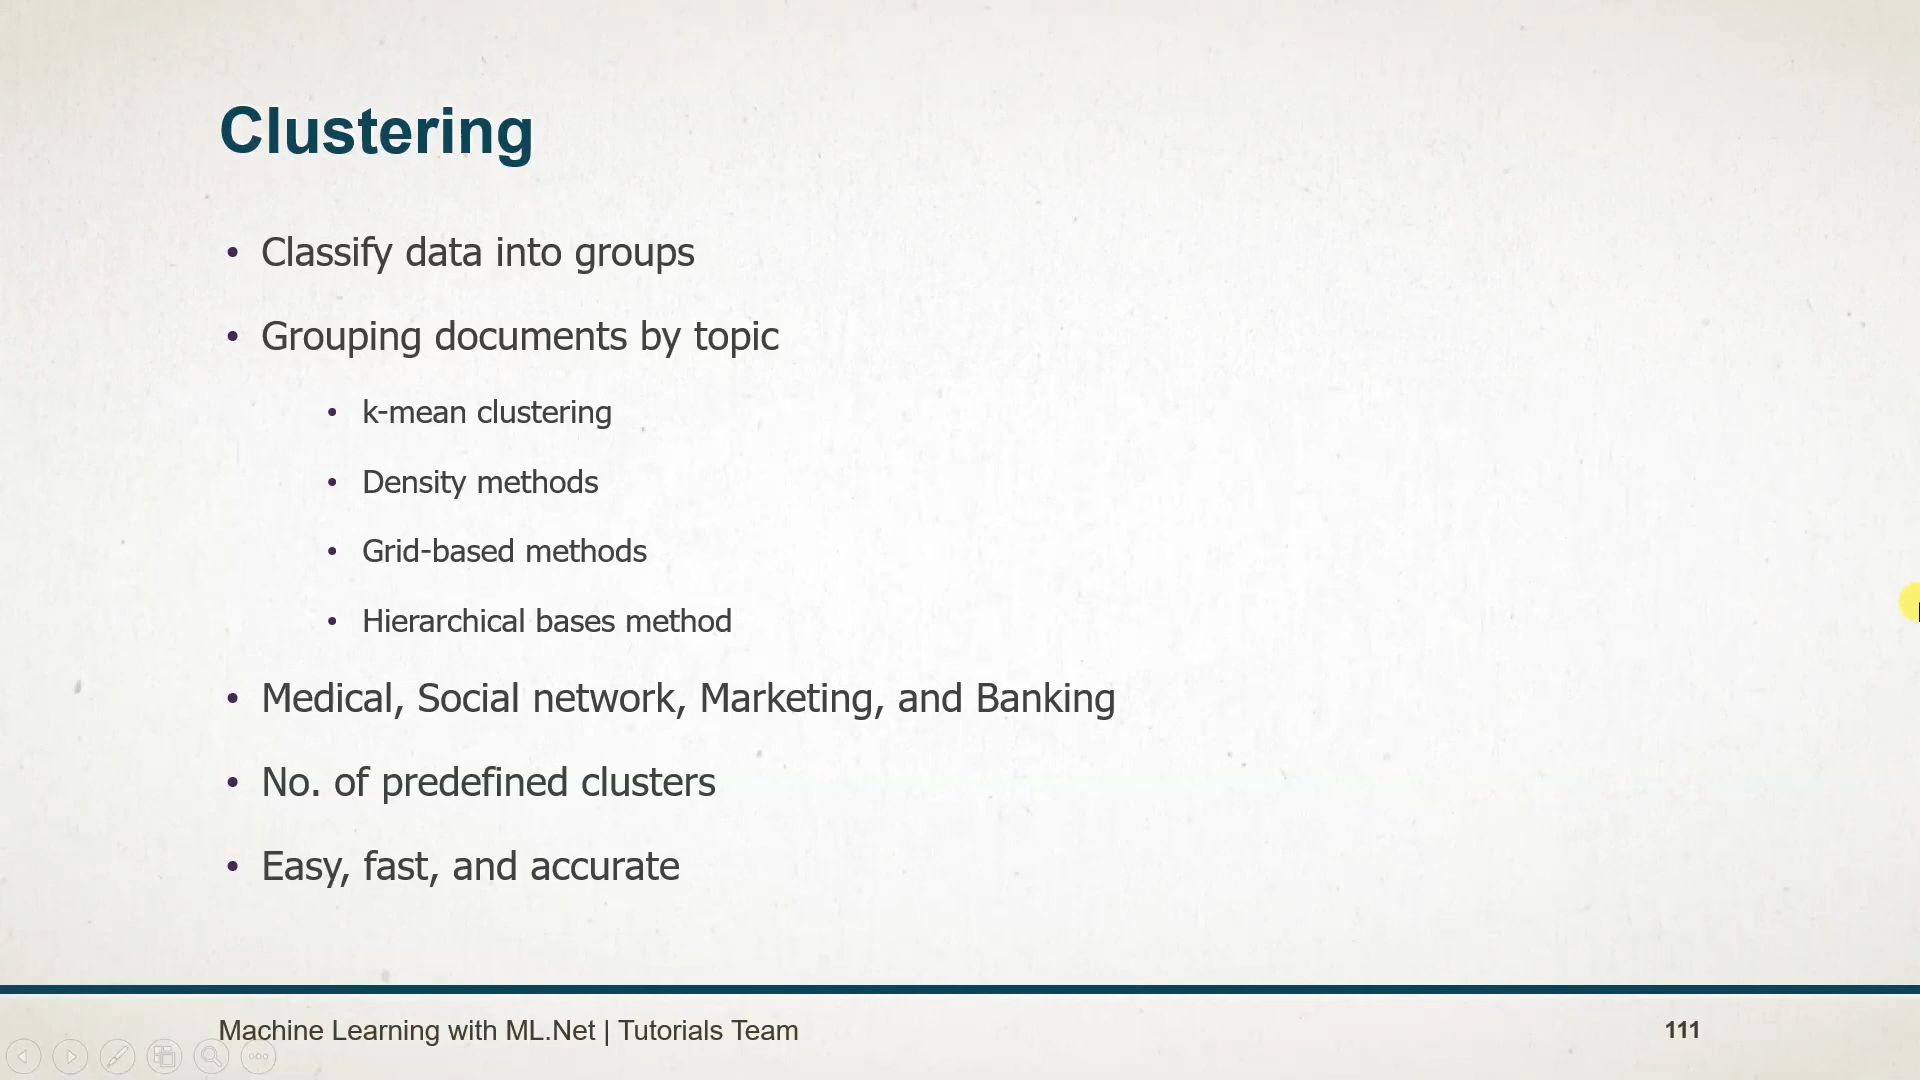 Clustering
• Classify data into groups
• Grouping documents by topic
• k-mean clustering
• Density methods
• Grid-based methods
• Hierarchical bases method
• Medical, Social network, Marketing, and Banking
• No. of predefined clusters
• Easy, fast, and accurate
Machine Learning with ML.Net | Tutorials Team
111